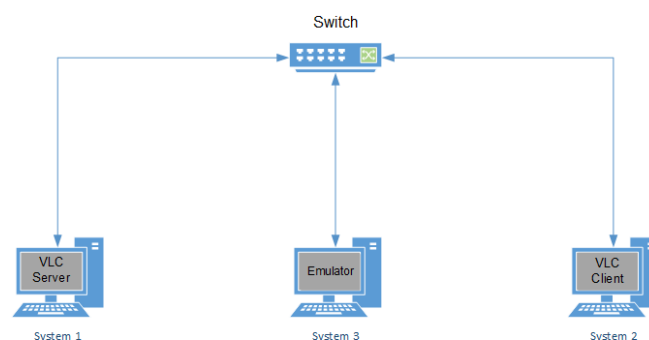 Switch
VLC
Server
Emulator
VLC
Client
System 1
System 3
System 2